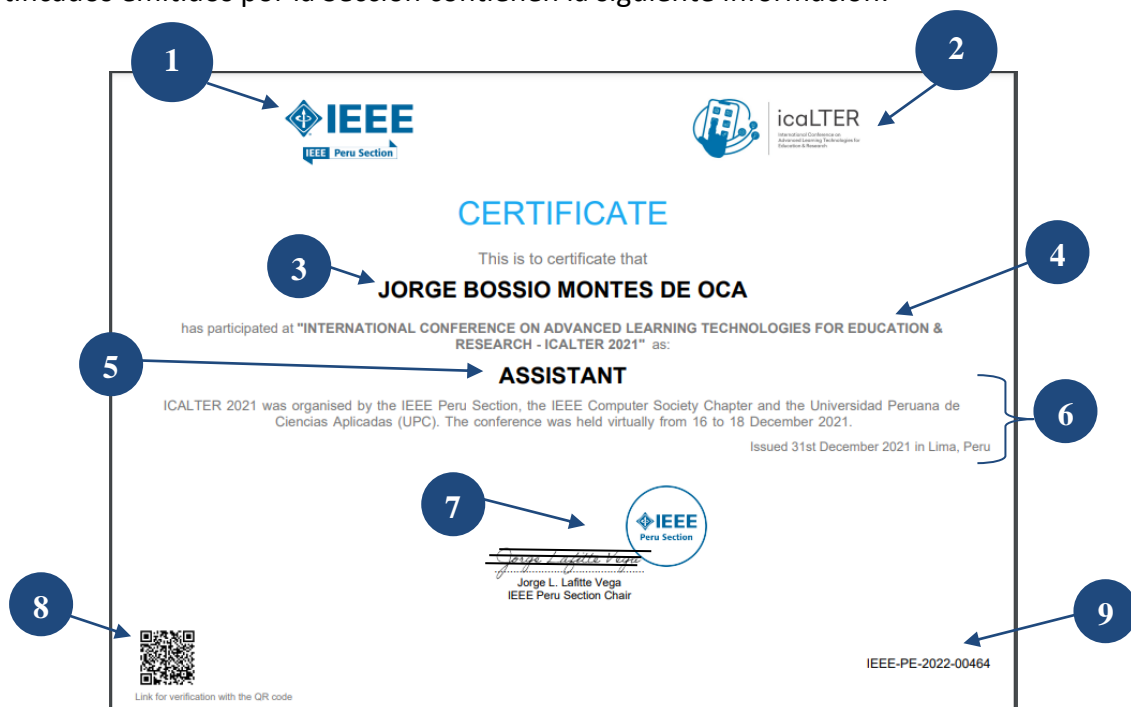 tificados emitidos por la Sección contienen la siguiente información:
1
2
IEEE
IEEE Peru Section
icaLTER
International Conference on
Advanced Learning Technologies for
Education & Research
CERTIFICATE
This is to certificate that
3
4
JORGE BOSSIO MONTES DE OCA
has participated at "INTERNATIONAL CONFERENCE ON ADVANCED LEARNING TECHNOLOGIES FOR EDUCATION &
RESEARCH - ICALTER 2021" as:
5
ASSISTANT
ICALTER 2021 was organised by the IEEE Peru Section, the IEEE Computer Society Chapter and the Universidad Peruana de
Ciencias Aplicadas (UPC). The conference was held virtually from 16 to 18 December 2021.
6
Issued 31st December 2021 in Lima, Peru
7
IEEE
Peru Section
Jorge Lafitte Vega
Jorge L. Lafitte Vega
IEEE Peru Section Chair
8
9
IEEE-PE-2022-00464
Link for verification with the QR code